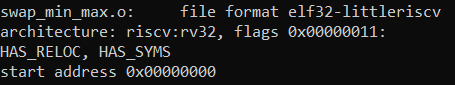 swap_min_max.o:     file format elf32-littleriscv
architecture: riscv:rv32, flags 0x00000011:
HAS_RELOC, HAS_SYMS
start address 0x00000000